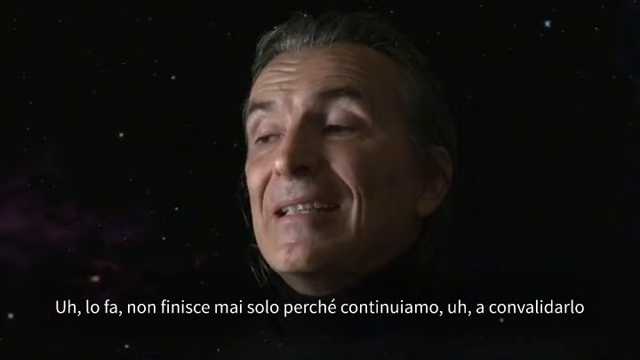 Uh, lo fa, non finisce mai solo perché continuiamo, uh, a convalidarlo